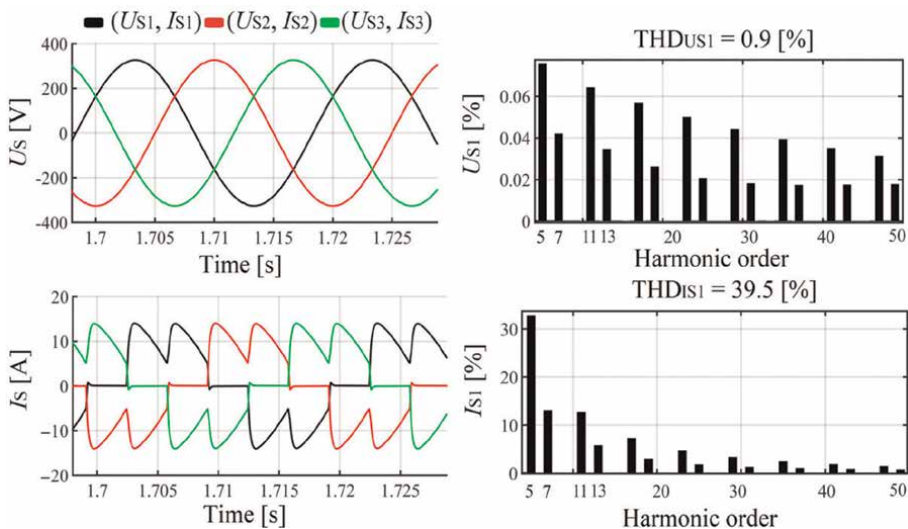 (US1, IS1) (US2, IS2) (US3, IS3)
400
200
0
-200
-400
US [V]
1.7 1.705 1.71 1.715 1.72 1.725
Time [s]
THDUS1 = 0.9 [%]
0.06
0.04
0.02
0
US1 [%]
5 7 11 13 20 30 40 50
Harmonic order
20
10
0
−10
−20
IS [A]
1.7 1.705 1.71 1.715 1.72 1.725
Time [s]
THDIS1 = 39.5 [%]
30
20
10
0
IS1 [%]
5 7 11 13 20 30 40 50
Harmonic order